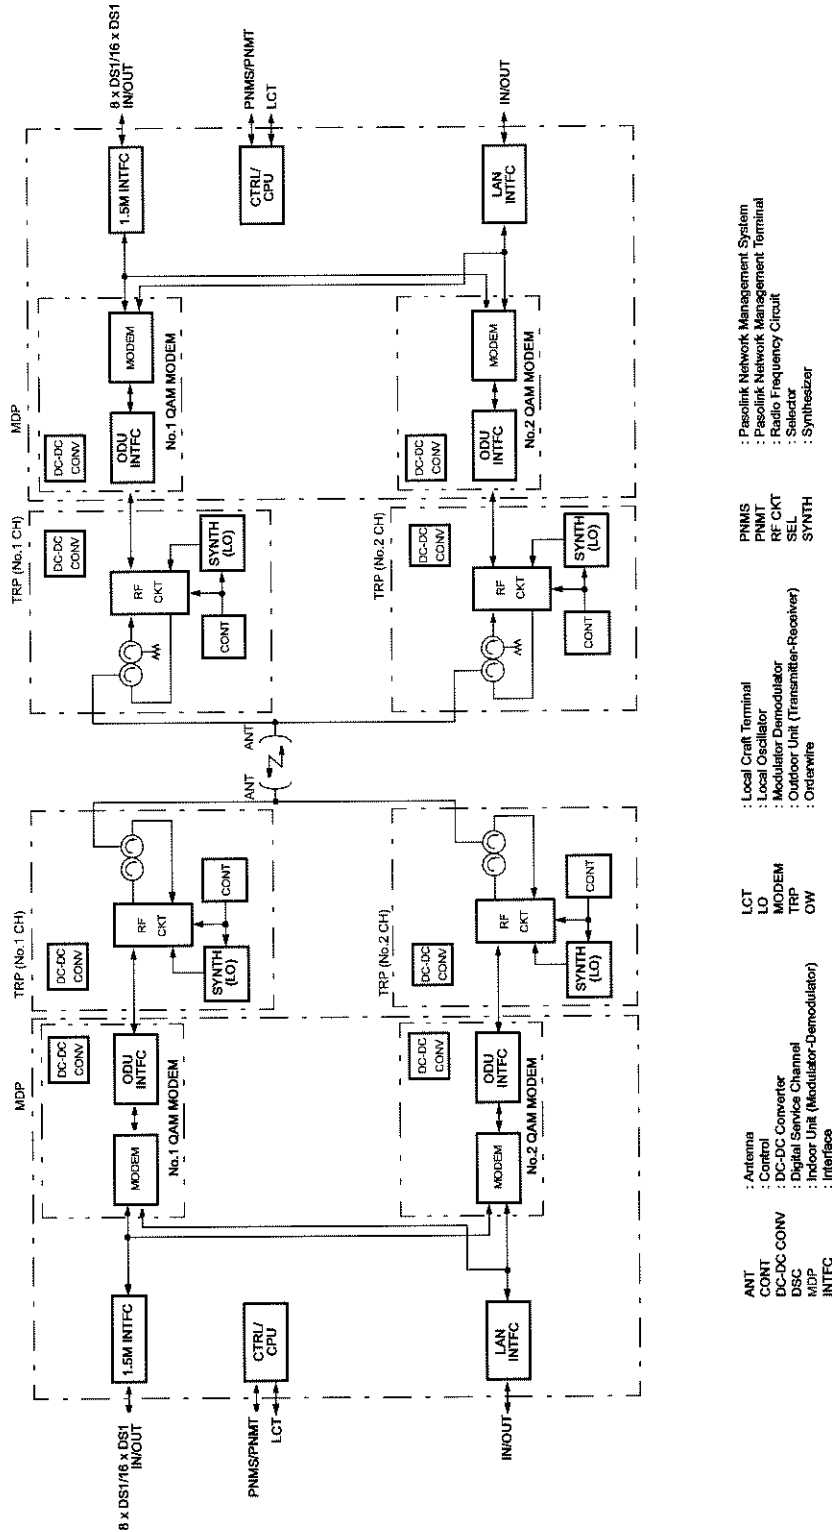 8 x DS1/16 x DS1
IN/OUT
PNMS/PNMT
LCT
IN/OUT
1.5M INTFC
CTRL/
CPU
LAN
INTFC
MDP
No.1 QAM MODEM
MODEM
ODU
INTFC
DC-DC
CONV
No.2 QAM MODEM
MODEM
ODU
INTFC
DC-DC
CONV
TRP (No.1 CH)
DC-DC
CONV
RF
CKT
SYNTH
(LO)
CONT
TRP (No.2 CH)
DC-DC
CONV
RF
CKT
SYNTH
(LO)
CONT
ANT
ANT
TRP (No.1 CH)
DC-DC
CONV
RF
CKT
SYNTH
(LO)
CONT
TRP (No.2 CH)
DC-DC
CONV
RF
CKT
SYNTH
(LO)
CONT
MDP
DC-DC
CONV
ODU
INTFC
MODEM
No.1 QAM MODEM
DC-DC
CONV
ODU
INTFC
MODEM
No.2 QAM MODEM
1.5M INTFC
CTRL/
CPU
LAN
INTFC
8 x DS1/16 x DS1
IN/OUT
PNMS/PNMT
LCT
IN/OUT
ANT : Antenna
CONT : Control
DC-DC CONV : DC-DC Converter
DSC : Digital Service Channel
MDP : Indoor Unit (Modulator-Demodulator)
INTFC : Interface
LCT : Local Craft Terminal
LO : Local Oscillator
MODEM : Modulator Demodulator
TRP : Outdoor Unit (Transmitter-Receiver)
OW : Orderwire
PNMS : Pasolink Network Management System
PNMT : Pasolink Network Management Terminal
RF CKT : Radio Frequency Circuit
SEL : Selector
SYNTH : Synthesizer